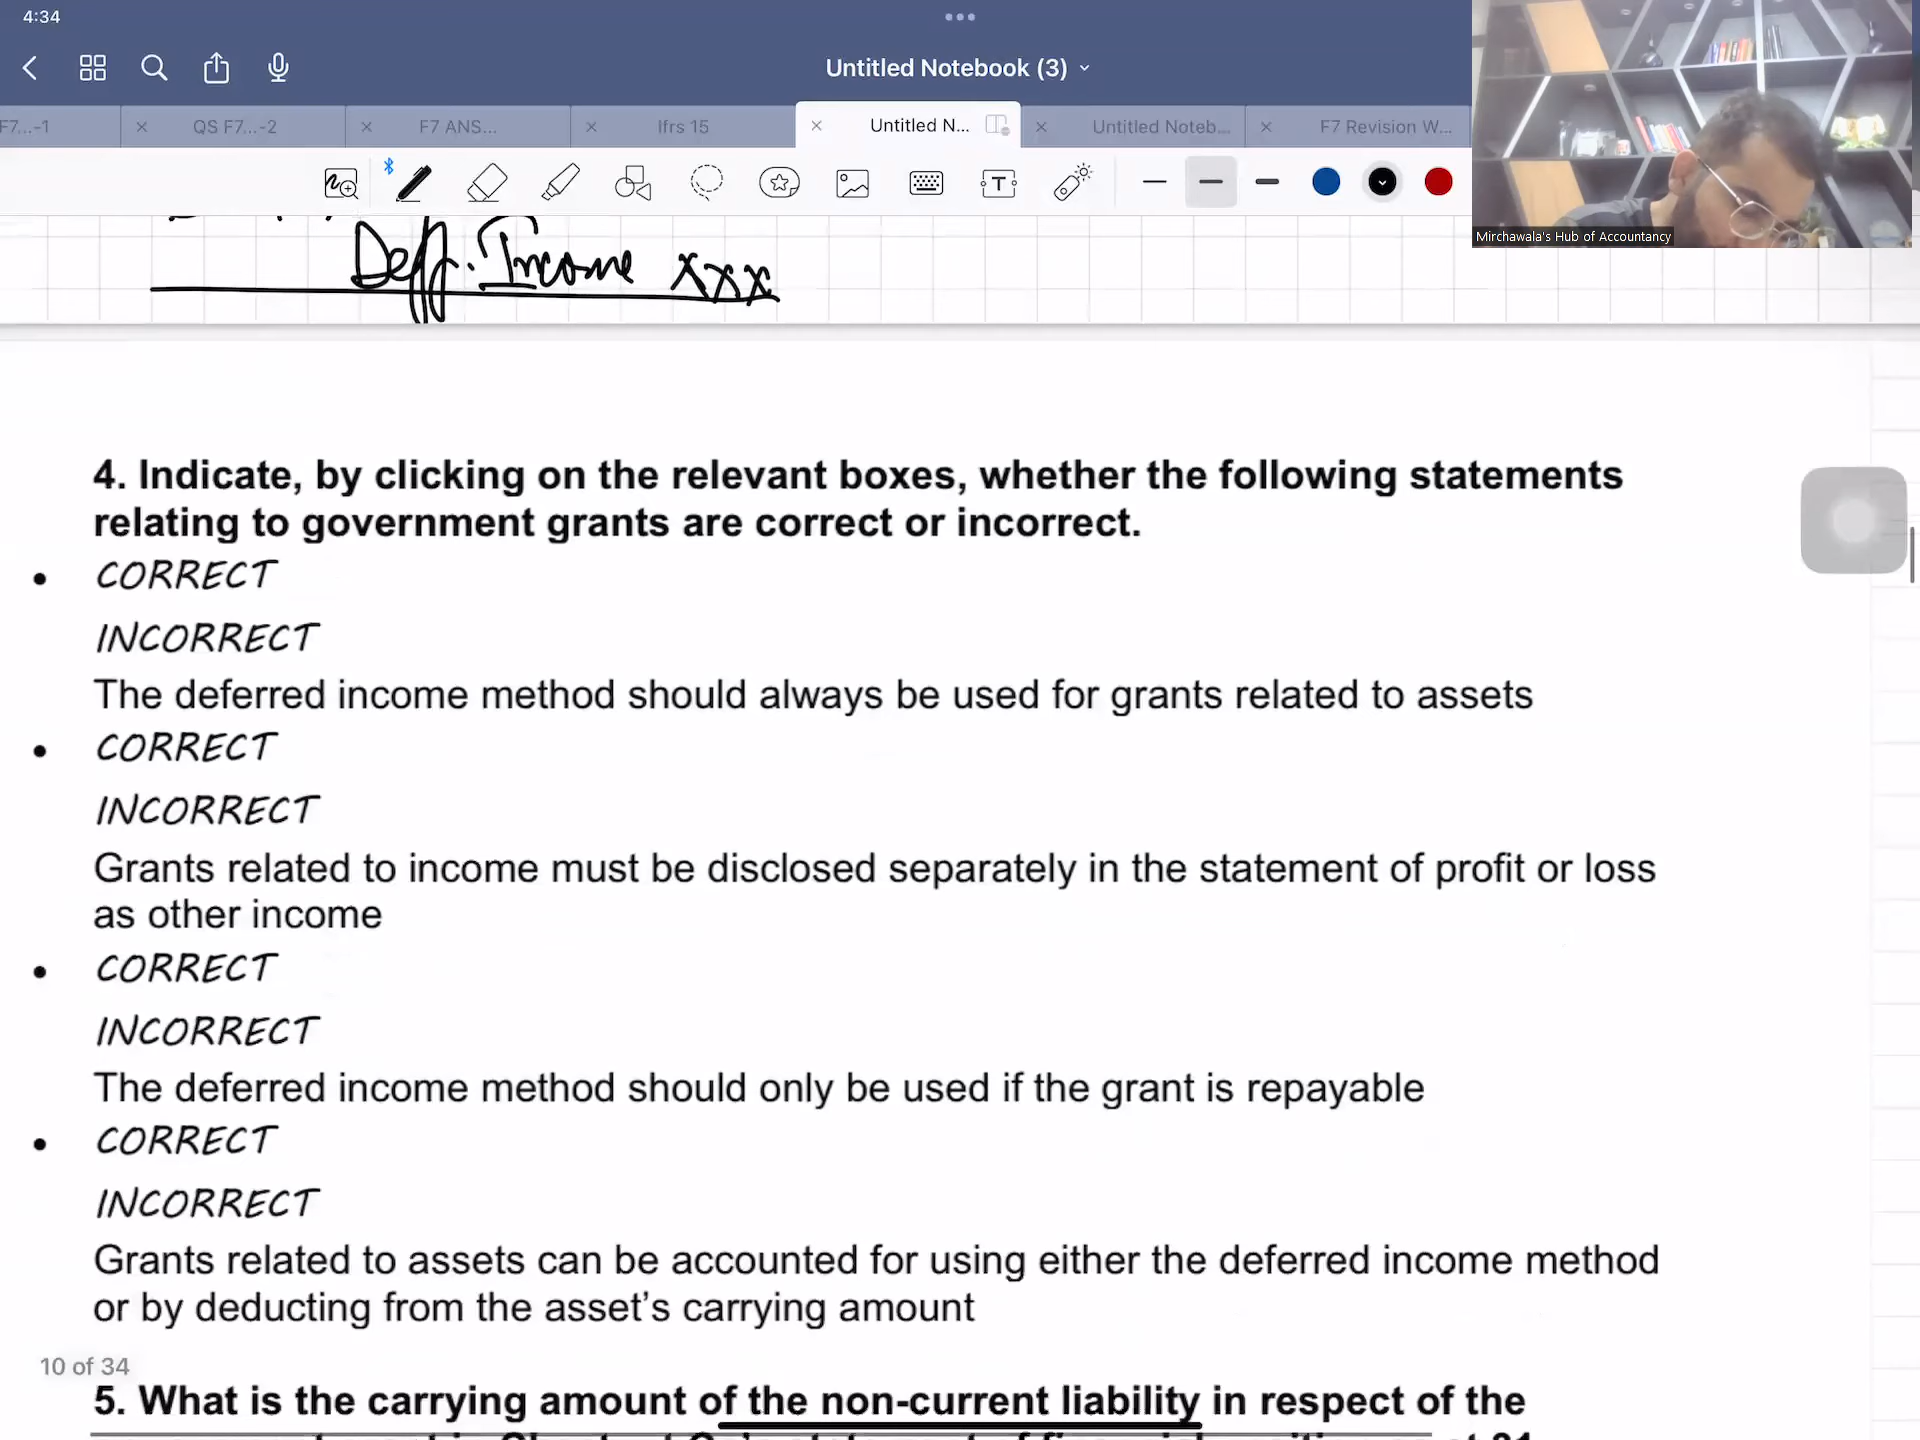 4:34
Untitled Notebook (3)
F7...-1
QS F7...-2
F7 ANS...
Ifrs 15
Untitled N...
Untitled Noteb...
F7 Revision W...
Mirchawala's Hub of Accountancy
Deff. Income xxx
4. Indicate, by clicking on the relevant boxes, whether the following statements
relating to government grants are correct or incorrect.
• CORRECT
INCORRECT
The deferred income method should always be used for grants related to assets
• CORRECT
INCORRECT
Grants related to income must be disclosed separately in the statement of profit or loss
as other income
• CORRECT
INCORRECT
The deferred income method should only be used if the grant is repayable
• CORRECT
INCORRECT
Grants related to assets can be accounted for using either the deferred income method
or by deducting from the asset's carrying amount
10 of 34
5. What is the carrying amount of the non-current liability in respect of the